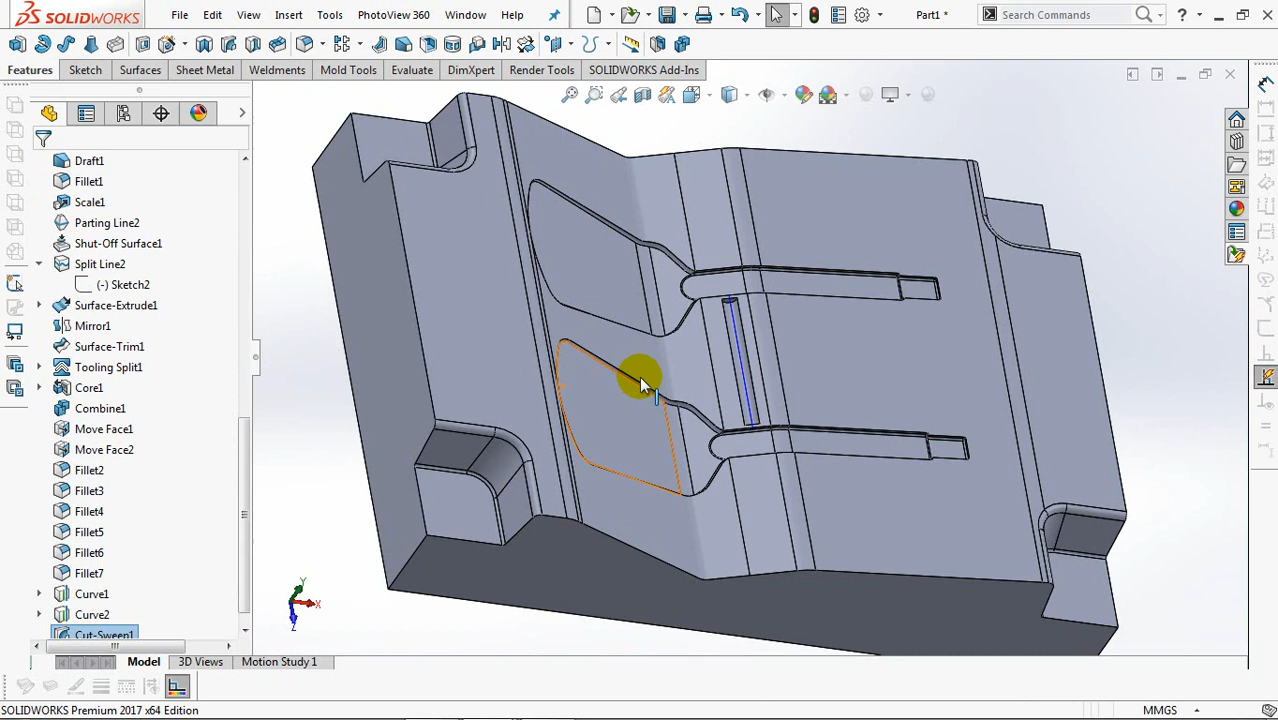 SOLIDWORKS File Edit View Insert Tools PhotoView 360 Window Help Part1 * Search Commands ?
Features Sketch Surfaces Sheet Metal Weldments Mold Tools Evaluate DimXpert Render Tools SOLIDWORKS Add-Ins
Draft1
Fillet1
Scale1
Parting Line2
Shut-Off Surface1
Split Line2
(-) Sketch2
Surface-Extrude1
Mirror1
Surface-Trim1
Tooling Split1
Core1
Combine1
Move Face1
Move Face2
Fillet2
Fillet3
Fillet4
Fillet5
Fillet6
Fillet7
Curve1
Curve2
Cut-Sweep1
Y
X
Z
Model 3D Views Motion Study 1
SOLIDWORKS Premium 2017 x64 Edition MMGS